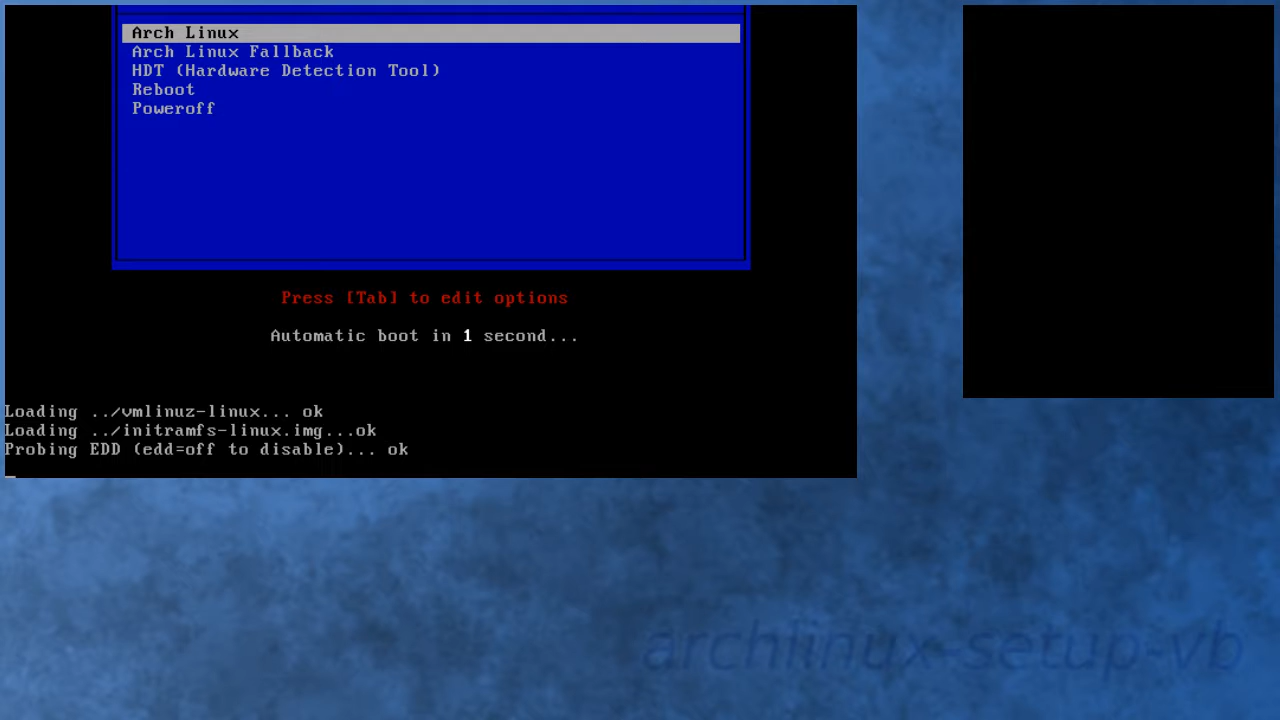 Arch Linux
Arch Linux Fallback
HDT (Hardware Detection Tool)
Reboot
Poweroff
Press [Tab] to edit options
Automatic boot in 1 second...
Loading ../vmlinuz-linux... ok
Loading ../initramfs-linux.img...ok
Probing EDD (edd=off to disable)... ok
_
archlinux-setup-vb